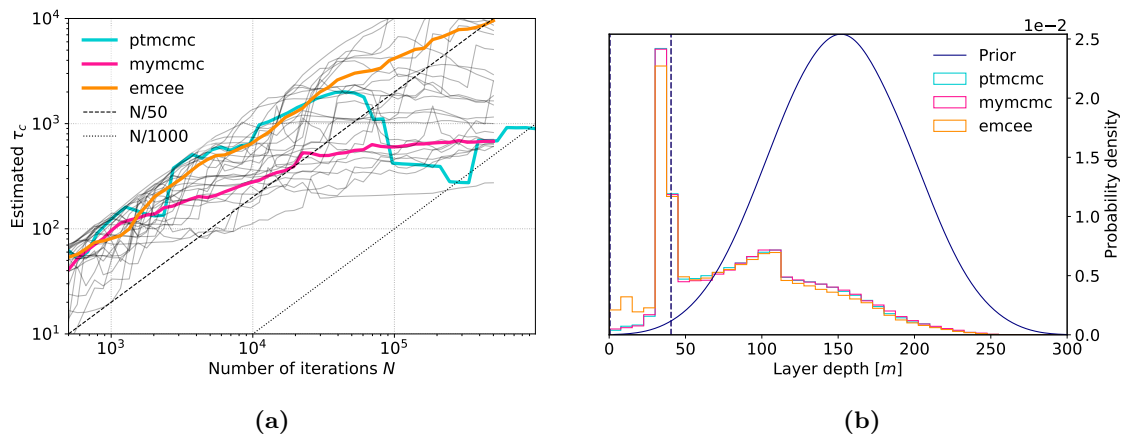 10^4
10^3
10^2
10^1
Estimated τ_c
ptmcmc
mymcmc
emcee
N/50
N/1000
10^3
10^4
10^5
Number of iterations N
(a)
1e−2
2.5
2.0
1.5
1.0
0.5
0.0
Probability density
Prior
ptmcmc
mymcmc
emcee
0
50
100
150
200
250
300
Layer depth [m]
(b)